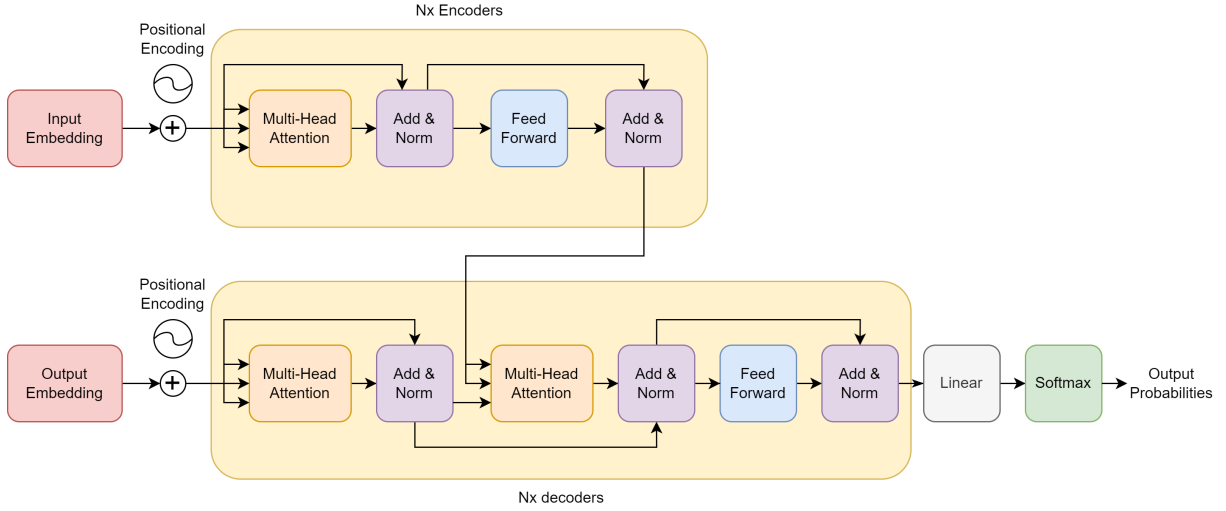 Nx Encoders
Positional
Encoding
Input
Embedding
Multi-Head
Attention
Add &
Norm
Feed
Forward
Add &
Norm
Positional
Encoding
Output
Embedding
Multi-Head
Attention
Add &
Norm
Multi-Head
Attention
Add &
Norm
Feed
Forward
Add &
Norm
Linear
Softmax
Output
Probabilities
Nx decoders